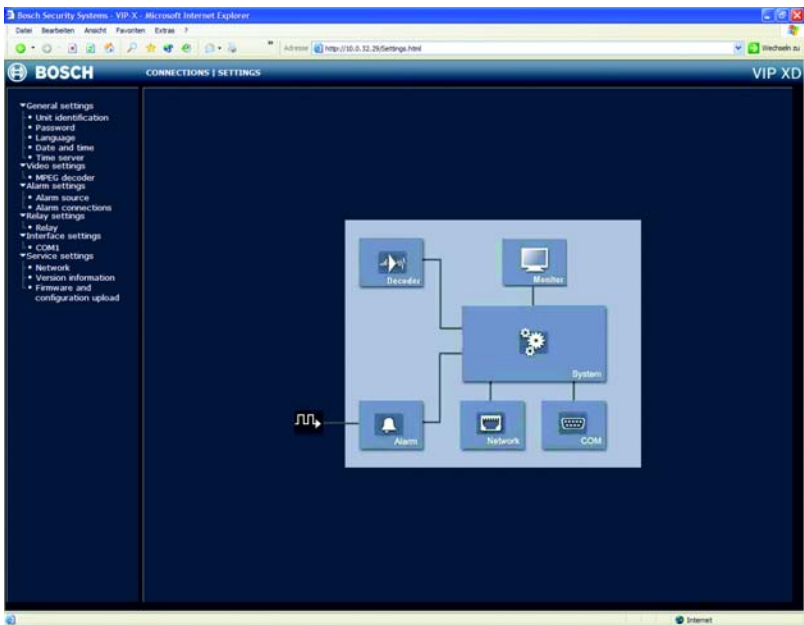 Bosch Security Systems - VIP-X - Microsoft Internet Explorer
Datei Bearbeiten Ansicht Favoriten Extras ?
Adresse http://10.0.32.29/Settings.html Wechseln zu
BOSCH CONNECTIONS | SETTINGS VIP XD
General settings
Unit identification
Password
Language
Date and time
Time server
Video settings
MPEG decoder
Alarm settings
Alarm source
Alarm connections
Relay settings
Relay
Interface settings
COM1
Service settings
Network
Version information
Firmware and
configuration upload
Decoder
Monitor
System
Alarm
Network
COM
Internet